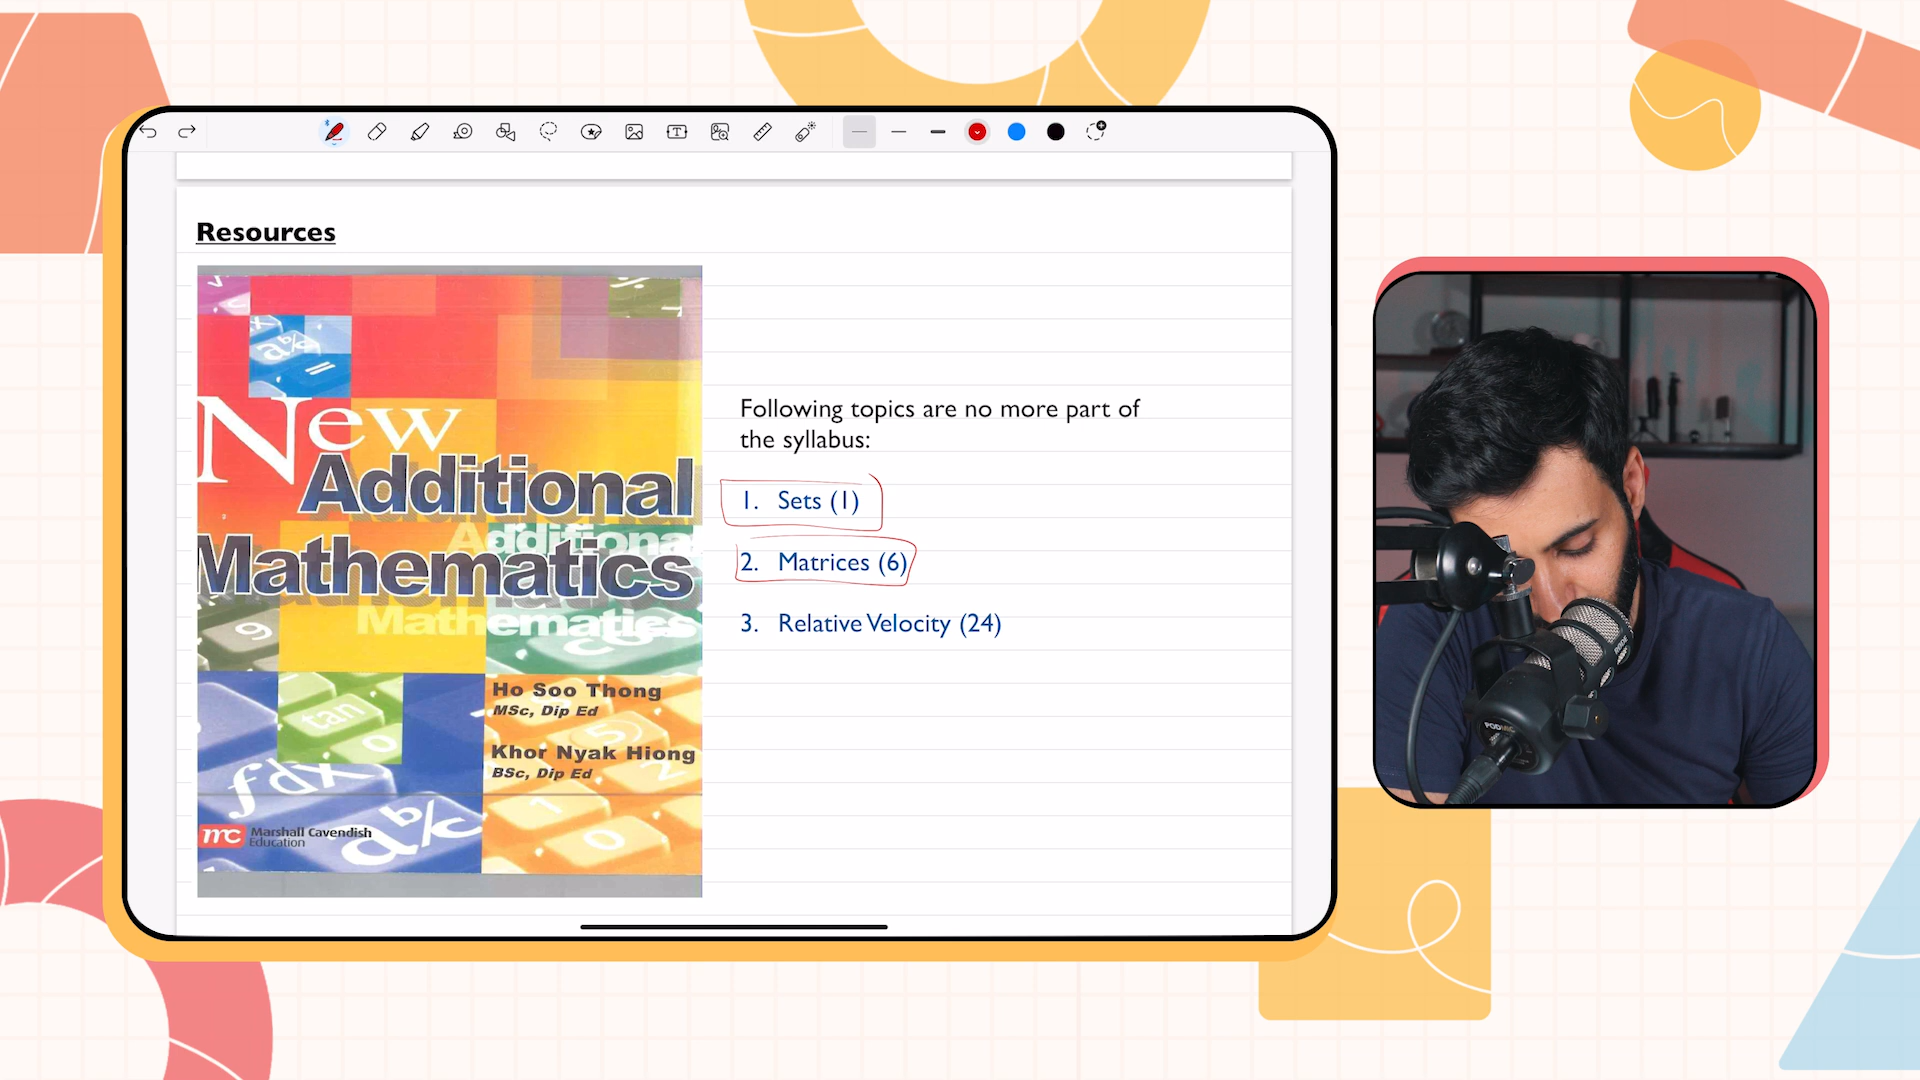 Resources
New
Additional
Additional
Mathematics
Mathematics
Ho Soo Thong
MSc, Dip Ed
Khor Nyak Hiong
BSc, Dip Ed
mc Marshall Cavendish
Education
Following topics are no more part of
the syllabus:
1. Sets (1)
2. Matrices (6)
3. Relative Velocity (24)